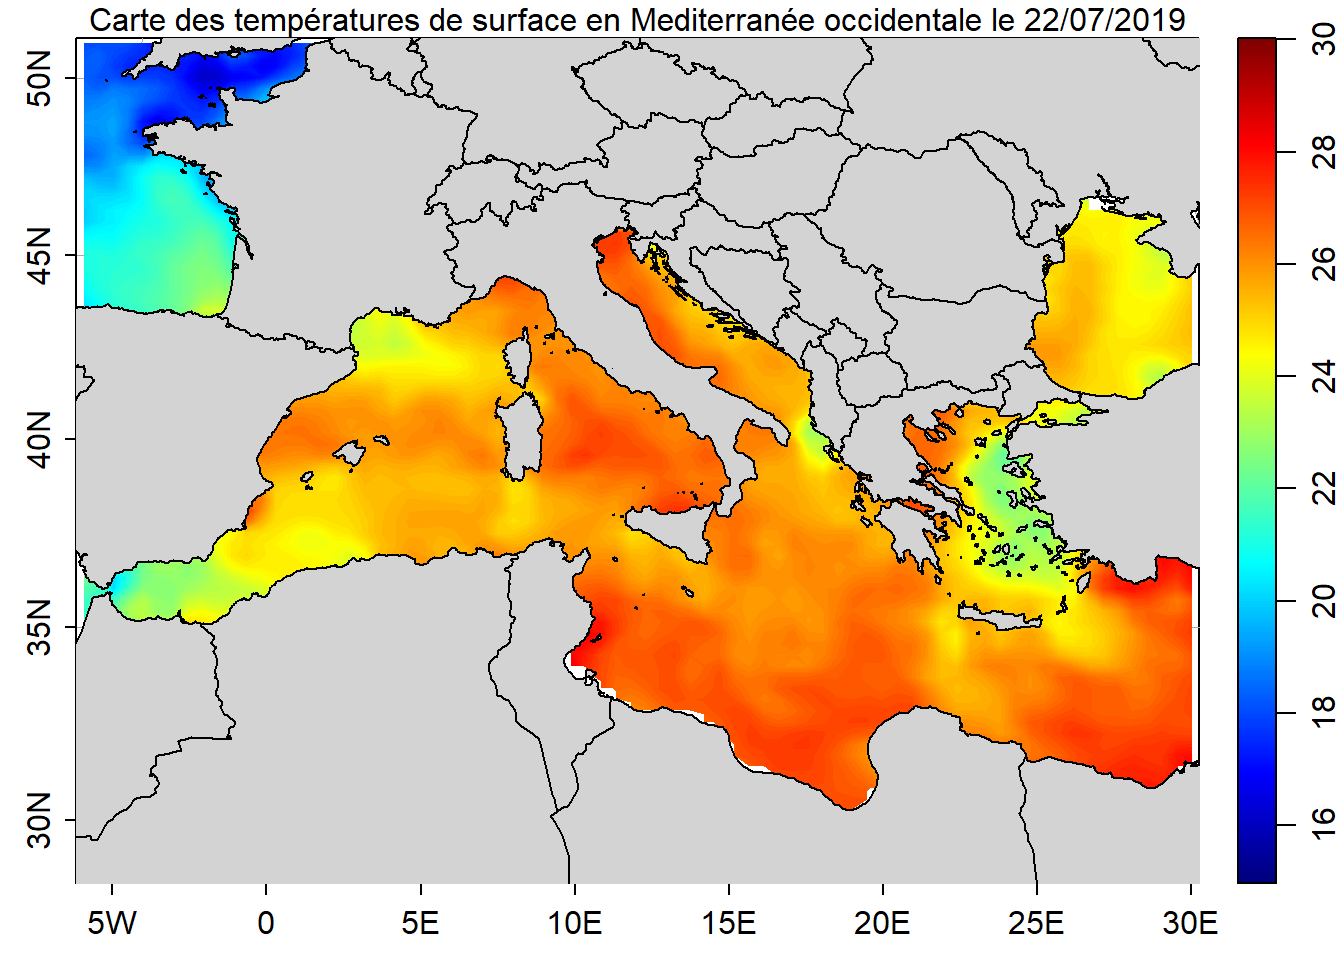 Carte des températures de surface en Mediterranée occidentale le 22/07/2019
50N
45N
40N
35N
30N
5W 0 5E 10E 15E 20E 25E 30E
30
28
26
24
22
20
18
16